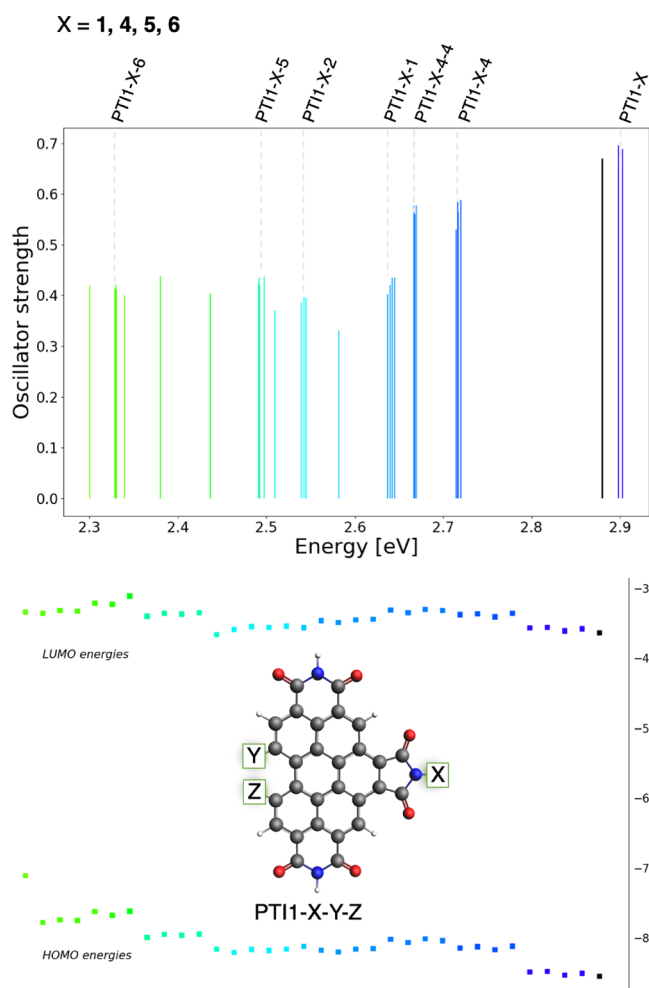 X = 1, 4, 5, 6
PTI1-X-6
PTI1-X-5
PTI1-X-2
PTI1-X-1
PTI1-X-4-4
PTI1-X-4
PTI1-X
0.7
0.6
0.5
0.4
0.3
0.2
0.1
0.0
Oscillator strength
2.3 2.4 2.5 2.6 2.7 2.8 2.9
Energy [eV]
−3
LUMO energies
−4
−5
Y
X
Z
−6
−7
PTI1-X-Y-Z
HOMO energies
−8